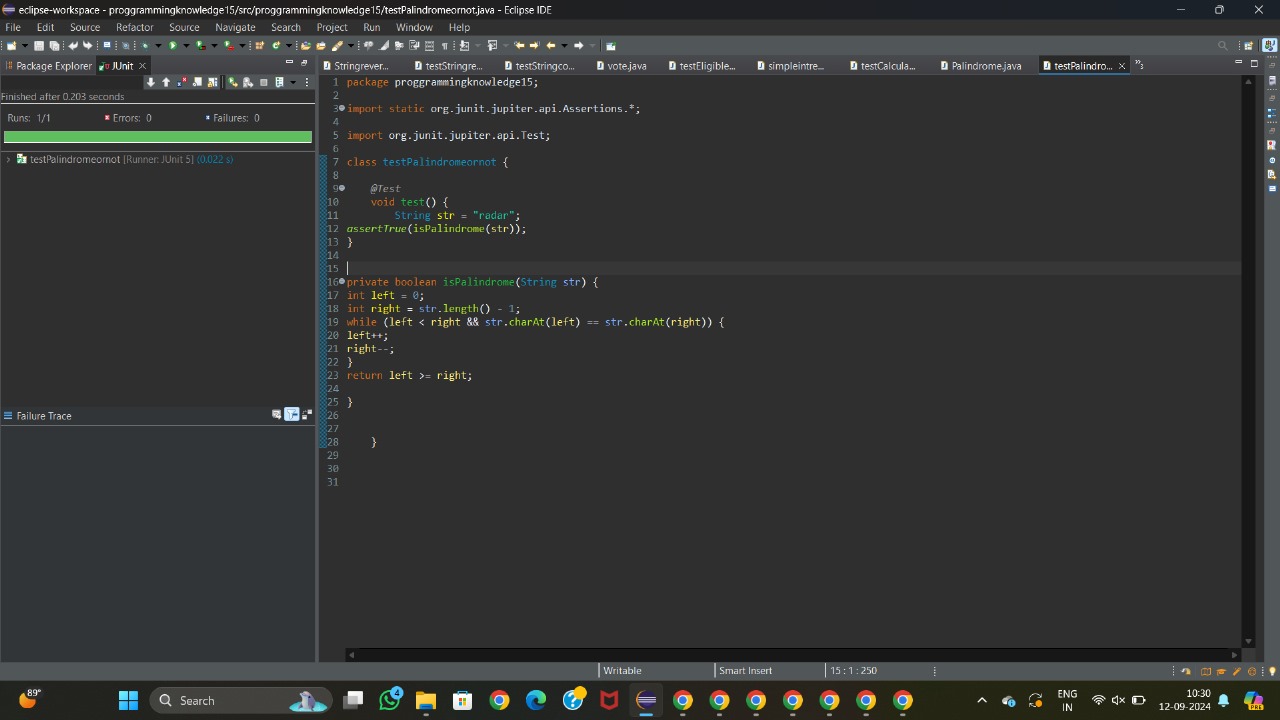 eclipse-workspace - proggrammingknowledge15/src/proggrammingknowledge15/testPalindromeornot.java - Eclipse IDE
File Edit Source Refactor Source Navigate Search Project Run Window Help
Package Explorer JUnit
Stringrever... testStringre... testStringco... vote.java testEligible... simpleintre... testCalcula... Palindrome.java testPalindro... »3
Finished after 0.203 seconds
Runs: 1/1 Errors: 0 Failures: 0
testPalindromeornot [Runner: JUnit 5] (0.022 s)
Failure Trace
1 package proggrammingknowledge15;
2
3 import static org.junit.jupiter.api.Assertions.*;
4
5 import org.junit.jupiter.api.Test;
6
7 class testPalindromeornot {
8
9 @Test
10 void test() {
11 String str = "radar";
12 assertTrue(isPalindrome(str));
13 }
14
15
16 private boolean isPalindrome(String str) {
17 int left = 0;
18 int right = str.length() - 1;
19 while (left < right && str.charAt(left) == str.charAt(right)) {
20 left++;
21 right--;
22 }
23 return left >= right;
24
25 }
26
27
28 }
29
30
31
Writable Smart Insert 15 : 1 : 250
89° Search 4 ENG 10:30
IN 12-09-2024 PRE